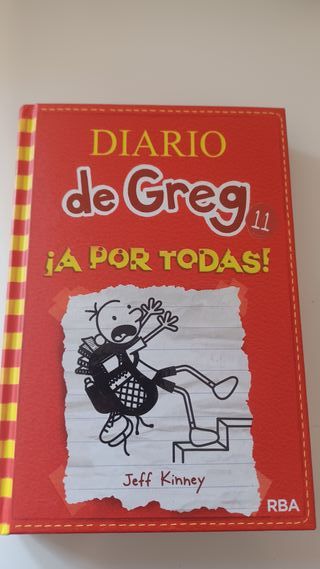 DIARIO
de Greg 11
¡A POR TODAS!
Jeff Kinney
RBA